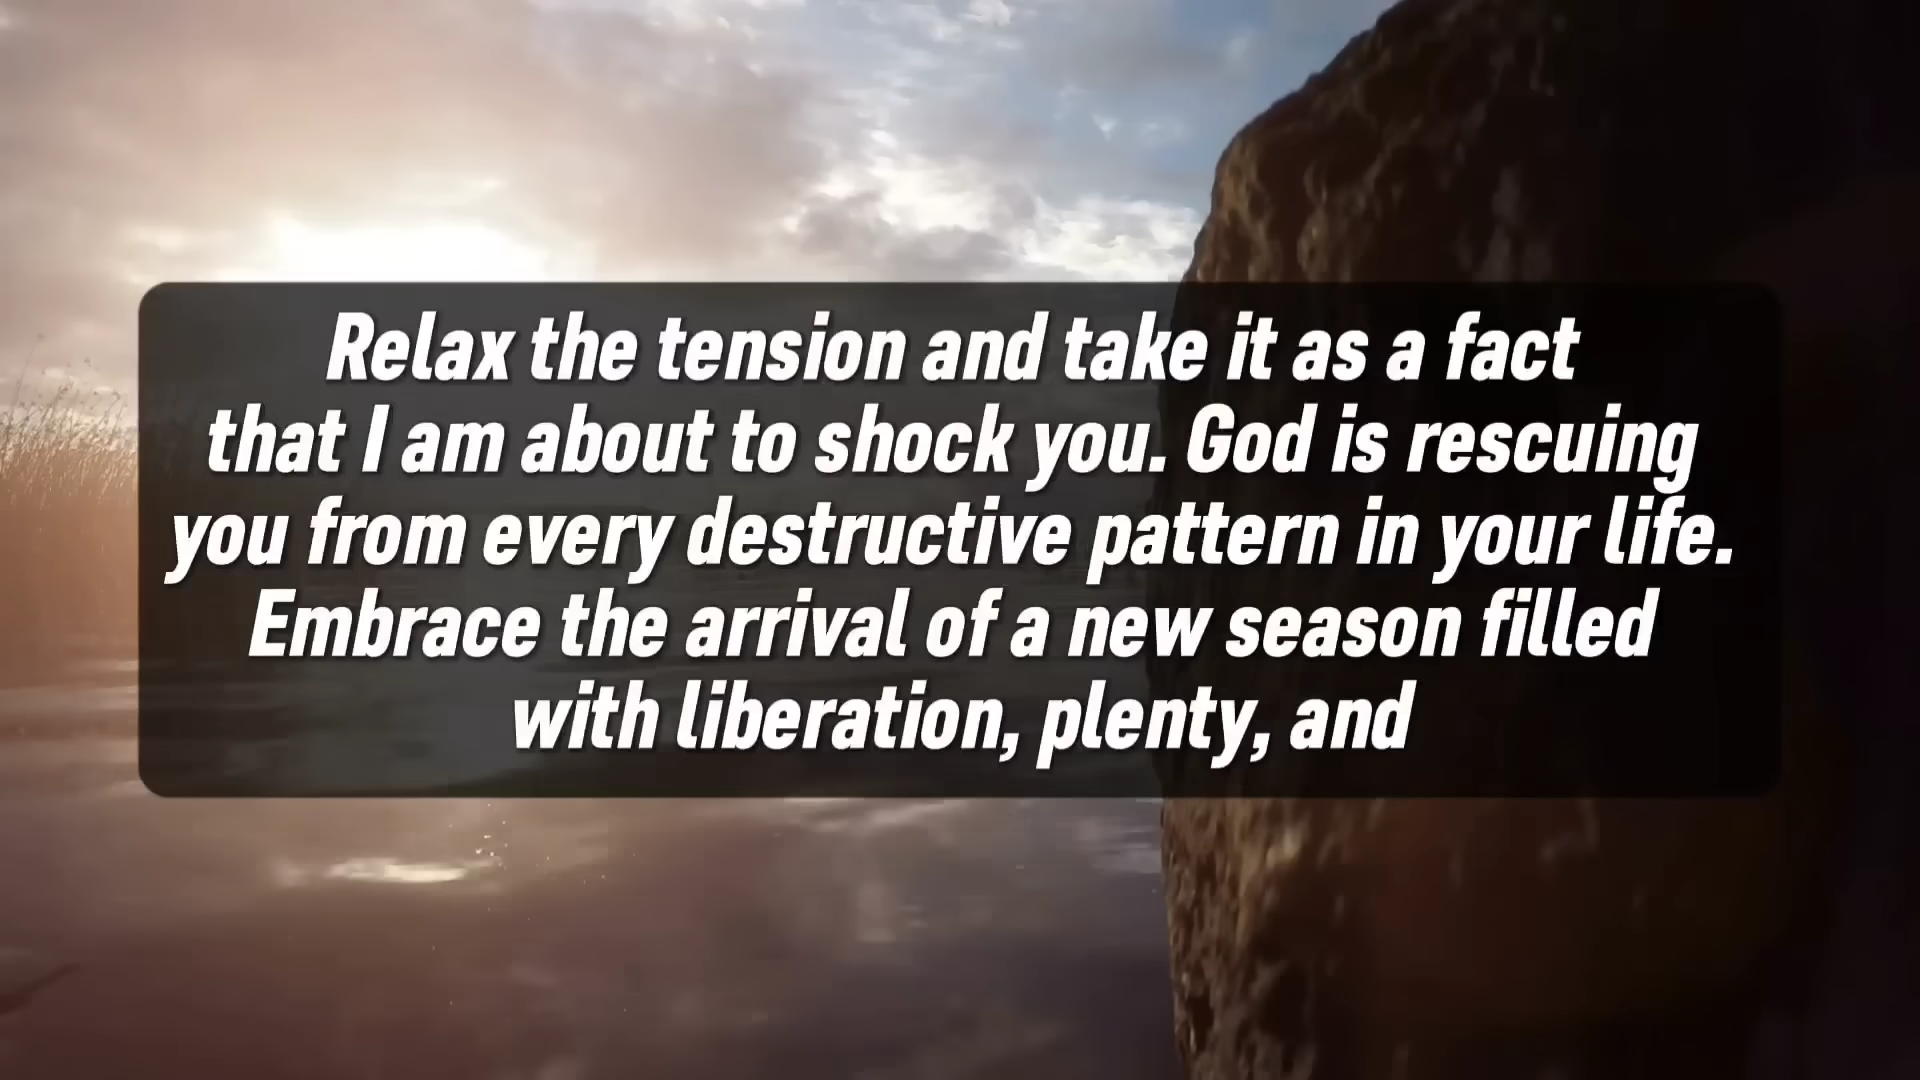 Relax the tension and take it as a fact
that I am about to shock you. God is rescuing
you from every destructive pattern in your life.
Embrace the arrival of a new season filled
with liberation, plenty, and